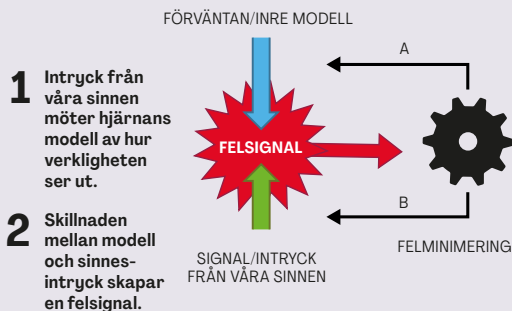 FÖRVÄNTAN/INRE MODELL
1 Intryck från
våra sinnen
möter hjärnans
modell av hur
verkligheten
ser ut.
2 Skillnaden
mellan modell
och sinnes-
intryck skapar
en felsignal.
FELSIGNAL
SIGNAL/INTRYCK
FRÅN VÅRA SINNEN
A
B
FELMINIMERING